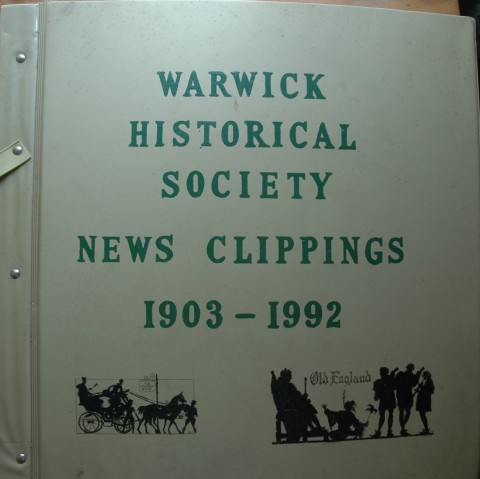 WARWICK
HISTORICAL
SOCIETY
NEWS CLIPPINGS
1903 - 1992
Old England